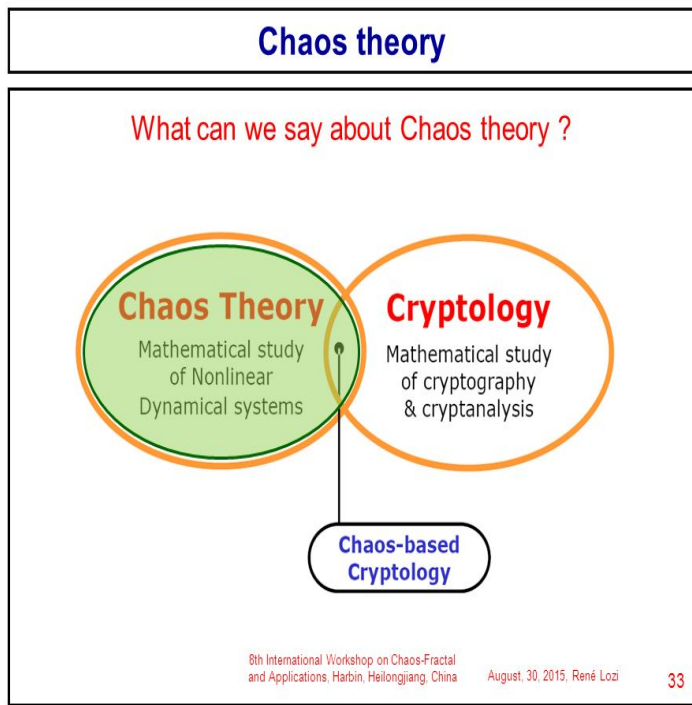 Chaos theory
What can we say about Chaos theory ?
Chaos Theory
Mathematical study
of Nonlinear
Dynamical systems
Cryptology
Mathematical study
of cryptography
& cryptanalysis
Chaos-based
Cryptology
8th International Workshop on Chaos-Fractal
and Applications, Harbin, Heilongjiang, China
August, 30, 2015, René Lozi
33